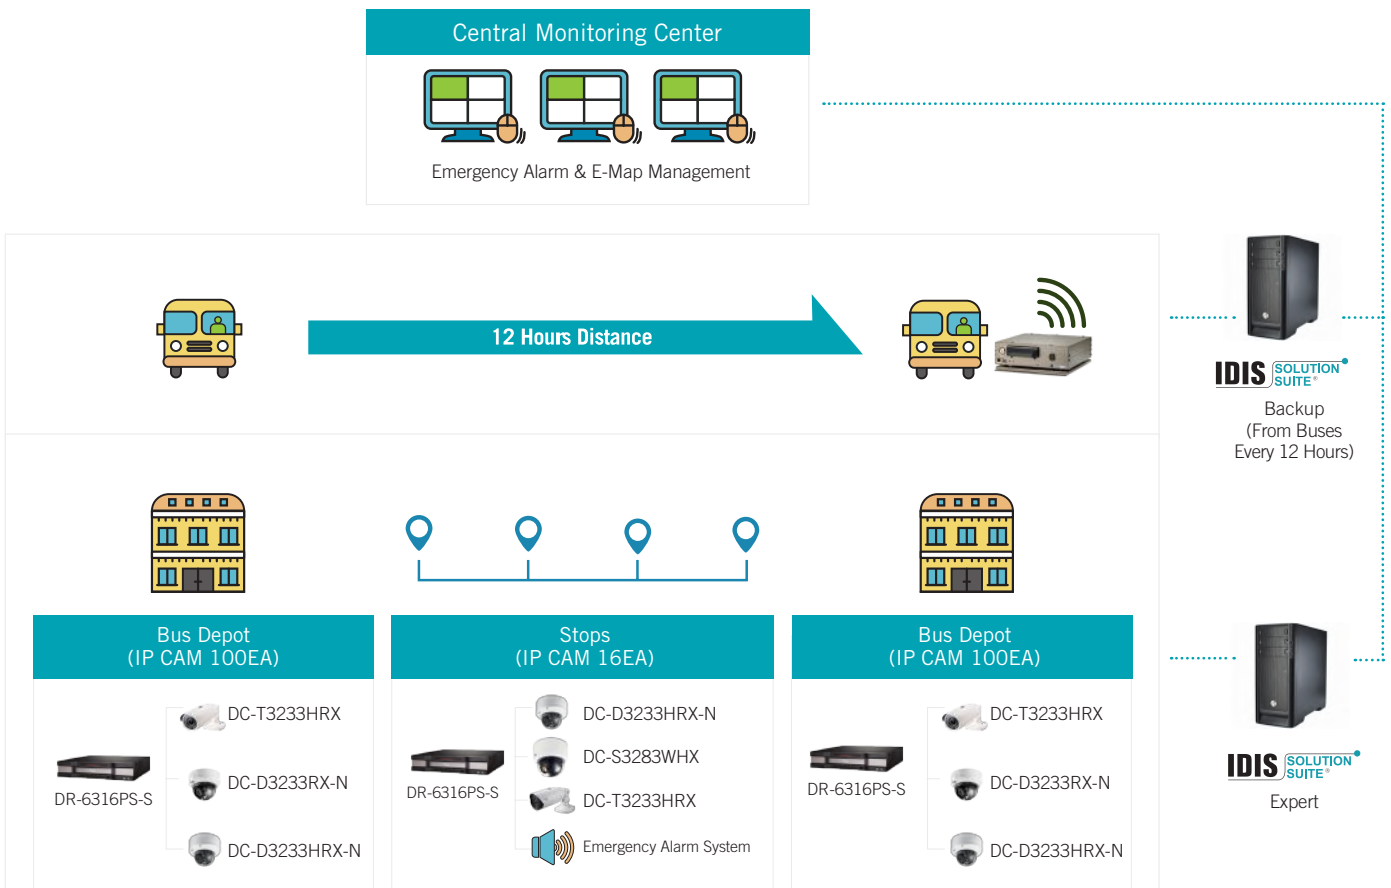 Central Monitoring Center
Emergency Alarm & E-Map Management
12 Hours Distance
IDIS SOLUTION
SUITE®
Backup
(From Buses
Every 12 Hours)
Bus Depot
(IP CAM 100EA)
DR-6316PS-S
DC-T3233HRX
DC-D3233RX-N
DC-D3233HRX-N
Stops
(IP CAM 16EA)
DR-6316PS-S
DC-D3233HRX-N
DC-S3283WHX
DC-T3233HRX
Emergency Alarm System
Bus Depot
(IP CAM 100EA)
DR-6316PS-S
DC-T3233HRX
DC-D3233RX-N
DC-D3233HRX-N
IDIS SOLUTION
SUITE®
Expert